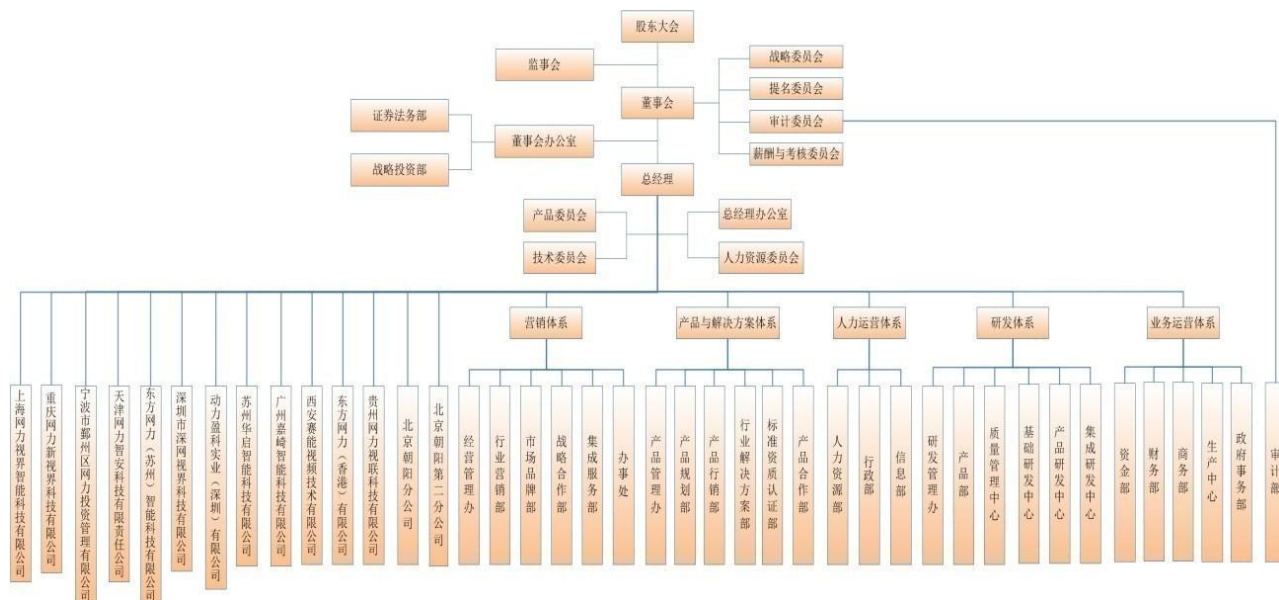 股东大会
监事会
战略委员会
提名委员会
董事会
证券法务部
审计委员会
董事会办公室
薪酬与考核委员会
战略投资部
总经理
产品委员会
总经理办公室
技术委员会
人力资源委员会
营销体系
产品与解决方案体系
人力运营体系
研发体系
业务运营体系
上海网力视界智能科技有限公司
重庆网力新视界科技有限公司
宁波市鄞州区网力投资管理有限公司
天津网力智安科技有限责任公司
东方网力（苏州）智能科技有限公司
深圳市深网视界科技有限公司
动力盈科实业（深圳）有限公司
苏州华启智能科技有限公司
广州嘉崎智能科技有限公司
西安赛能视频技术有限公司
东方网力（香港）有限公司
贵州网力视联科技有限公司
北京朝阳分公司
北京朝阳第二分公司
经营管理办
行业营销部
市场品牌部
战略合作部
集成服务部
办事处
产品管理办
产品规划部
产品行销部
行业解决方案部
标准资质认证部
产品合作部
人力资源部
行政部
信息部
研发管理办
产品部
质量管理中心
基础研发中心
产品研发中心
集成研发中心
资金部
财务部
商务部
生产中心
政府事务部
审计部